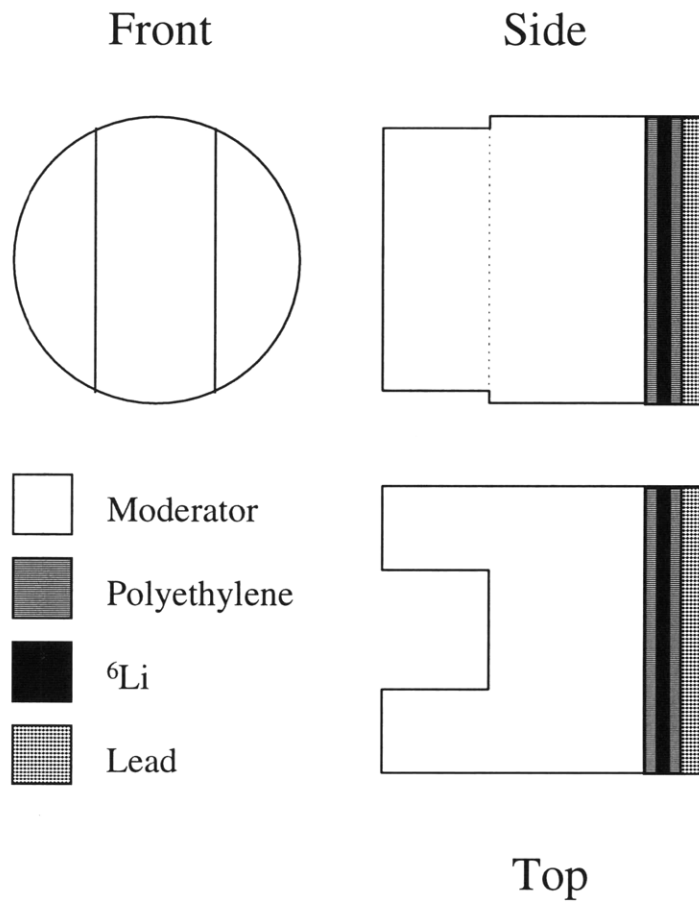 Front
Side
Moderator
Polyethylene
⁶Li
Lead
Top